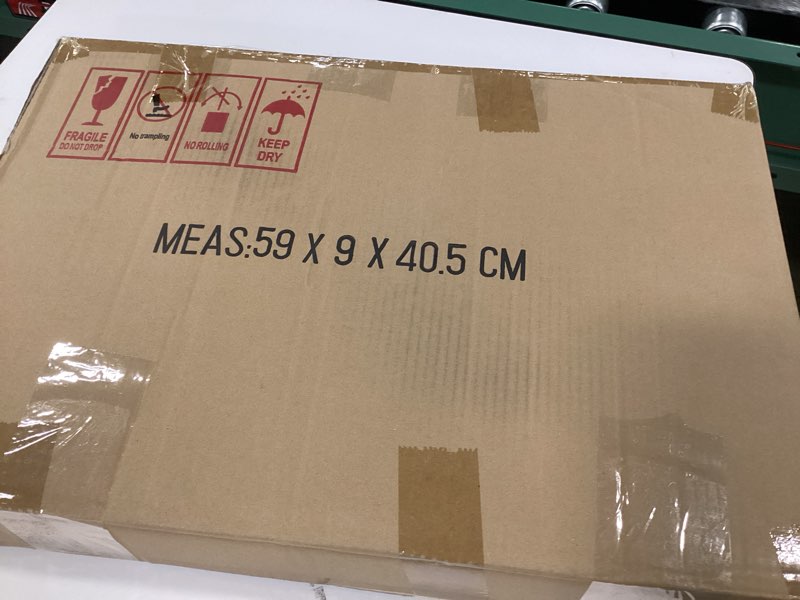 FRAGILE
DO NOT DROP
No trampling
NO ROLLING
KEEP
DRY
MEAS:59 X 9 X 40.5 CM